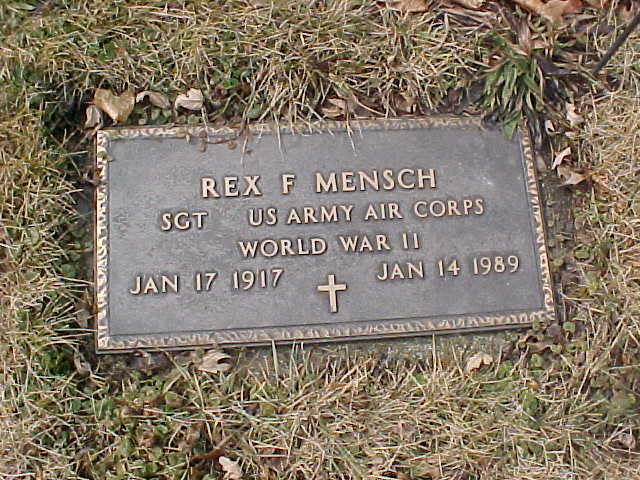 REX F MENSCH
SGT US ARMY AIR CORPS
WORLD WAR II
JAN 17 1917 JAN 14 1989